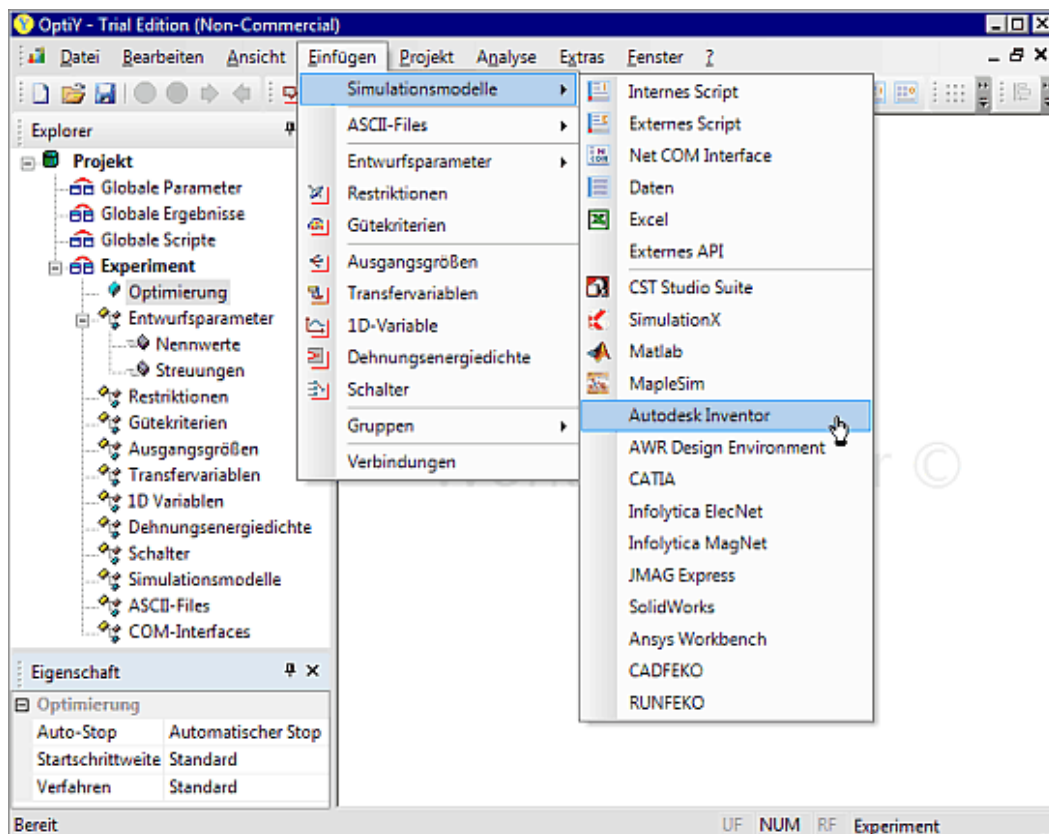 OptiY - Trial Edition (Non-Commercial)
Datei Bearbeiten Ansicht Einfügen Projekt Analyse Extras Fenster ?
Explorer
Projekt
Globale Parameter
Globale Ergebnisse
Globale Scripte
Experiment
Optimierung
Entwurfsparameter
Nennwerte
Streuungen
Restriktionen
Gütekriterien
Ausgangsgrößen
Transfervariablen
1D Variablen
Dehnungsenergiedichte
Schalter
Simulationsmodelle
ASCII-Files
COM-Interfaces
Simulationsmodelle
ASCII-Files
Entwurfsparameter
Restriktionen
Gütekriterien
Ausgangsgrößen
Transfervariablen
1D-Variable
Dehnungsenergiedichte
Schalter
Gruppen
Verbindungen
Internes Script
Externes Script
Net COM Interface
Daten
Excel
Externes API
CST Studio Suite
SimulationX
Matlab
MapleSim
Autodesk Inventor
AWR Design Environment
CATIA
Infolytica ElecNet
Infolytica MagNet
JMAG Express
SolidWorks
Ansys Workbench
CADFEKO
RUNFEKO
Eigenschaft
Optimierung
Auto-Stop Automatischer Stop
Startschrittweite Standard
Verfahren Standard
Bereit UF NUM RF Experiment